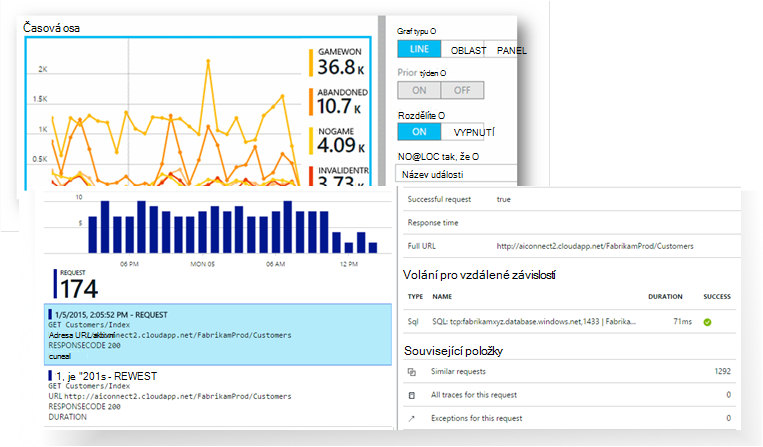 Časová osa
2K
1.5K
1K
0.5K
GAMEWON
36.8 K
ABANDONED
10.7 K
NOGAME
4.09 K
INVALIDENTR
3.73 K
Graf typu O
LINE OBLAST PANEL
Prior týden O
ON OFF
Rozdělíte O
ON VYPNUTÍ
NO@LOC tak, že O
Název události
10
5
06 PM MON 05 06 AM 12 PM
REQUEST
174
1/5/2015, 2:05:52 PM - REQUEST
GET Customers/Index
Adresa URL/aktivní connect2.cloudapp.net/FabrikamProd/Customers
RESPONSECODE 200
cuneal
1, je "201s - REWEST
GET Customers/Index
URL http://aiconnect2.cloudapp.net/FabrikamProd/Customers
RESPONSECODE 200
DURATION
Successful request true
Response time
Full URL http://aiconnect2.cloudapp.net/FabrikamProd/Customers
Volání pro vzdálené závislosti
TYPE NAME DURATION SUCCESS
Sql SQL: tcp:fabrikamxyz.database.windows.net,1433 | Fabrika... 71ms
Související položky
Similar requests 1292
All traces for this request 0
Exceptions for this request 0